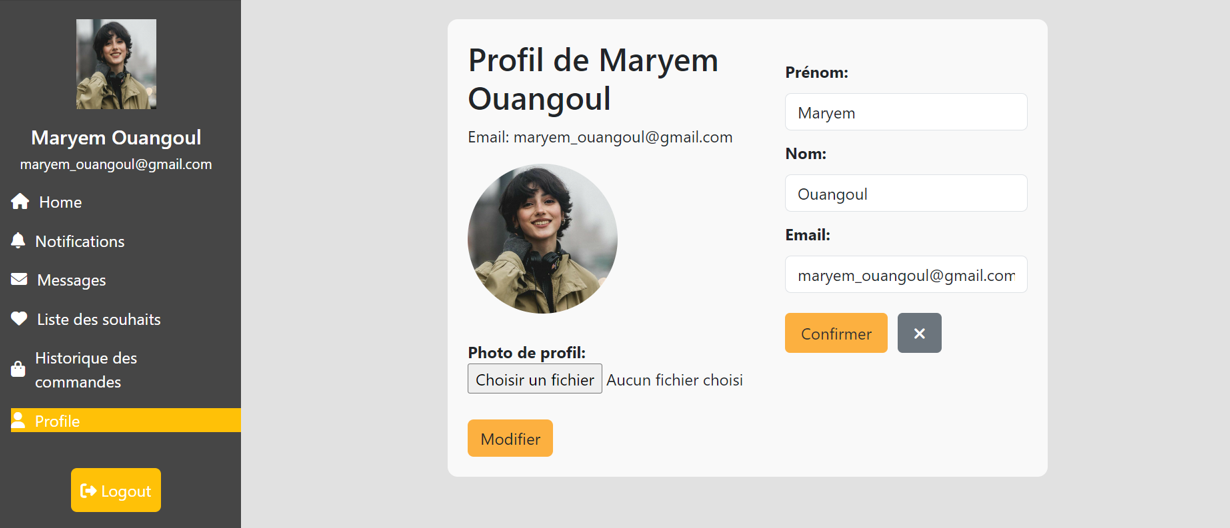 Maryem Ouangoul
maryem_ouangoul@gmail.com
Home
Notifications
Messages
Liste des souhaits
Historique des
commandes
Profile
Logout
Profil de Maryem
Ouangoul
Email: maryem_ouangoul@gmail.com
Photo de profil:
Choisir un fichier Aucun fichier choisi
Modifier
Prénom:
Maryem
Nom:
Ouangoul
Email:
maryem_ouangoul@gmail.com
Confirmer